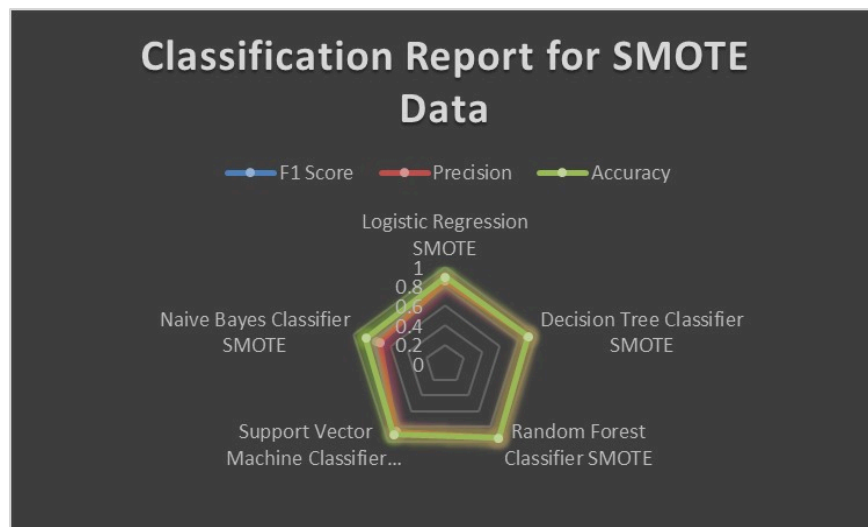 Classification Report for SMOTE
Data
F1 Score Precision Accuracy
Logistic Regression
SMOTE
1
0.8
0.6
0.4
0.2
0
Naive Bayes Classifier
SMOTE
Decision Tree Classifier
SMOTE
Support Vector
Machine Classifier...
Random Forest
Classifier SMOTE